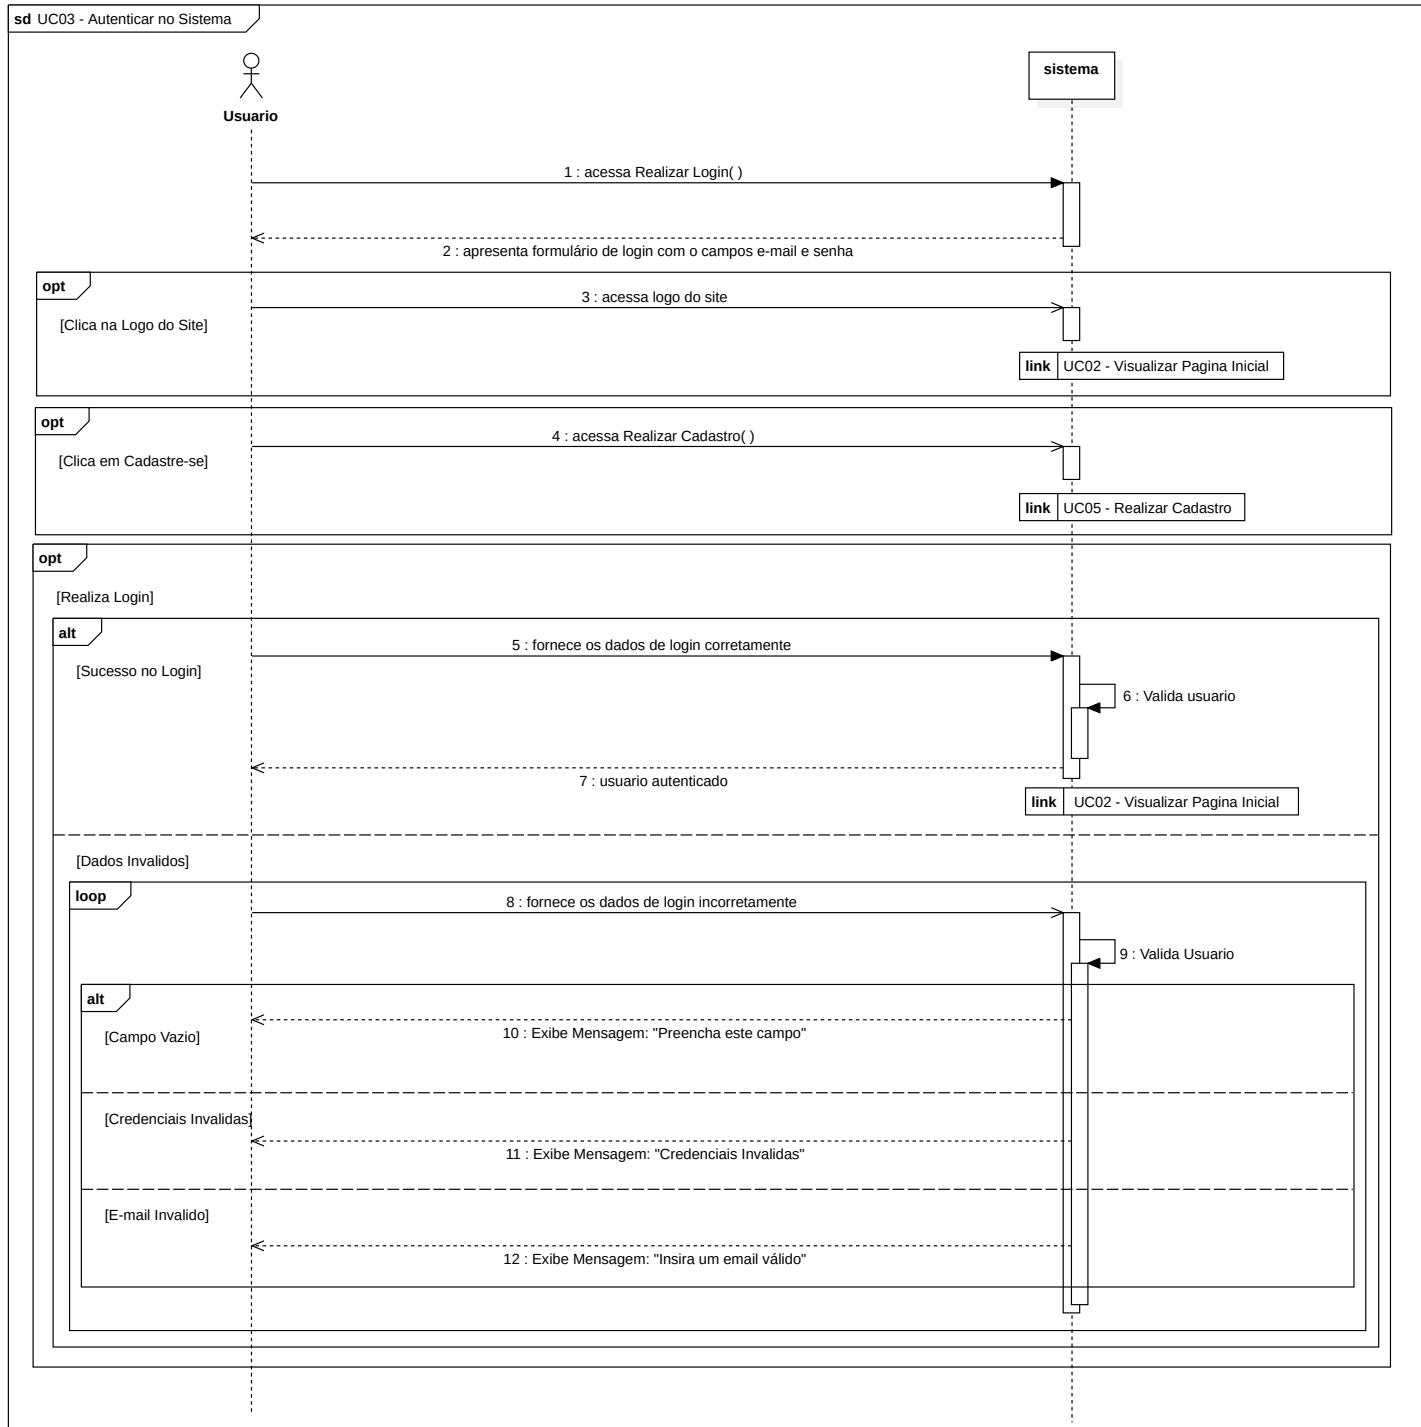 sd UC03 - Autenticar no Sistema
Usuario
sistema
1 : acessa Realizar Login( )
2 : apresenta formulário de login com o campos e-mail e senha
opt
3 : acessa logo do site
[Clica na Logo do Site]
link UC02 - Visualizar Pagina Inicial
opt
4 : acessa Realizar Cadastro( )
[Clica em Cadastre-se]
link UC05 - Realizar Cadastro
opt
[Realiza Login]
alt
5 : fornece os dados de login corretamente
[Sucesso no Login]
6 : Valida usuario
7 : usuario autenticado
link UC02 - Visualizar Pagina Inicial
[Dados Invalidos]
loop
8 : fornece os dados de login incorretamente
9 : Valida Usuario
alt
10 : Exibe Mensagem: "Preencha este campo"
[Campo Vazio]
[Credenciais Invalidas]
11 : Exibe Mensagem: "Credenciais Invalidas"
[E-mail Invalido]
12 : Exibe Mensagem: "Insira um email válido"